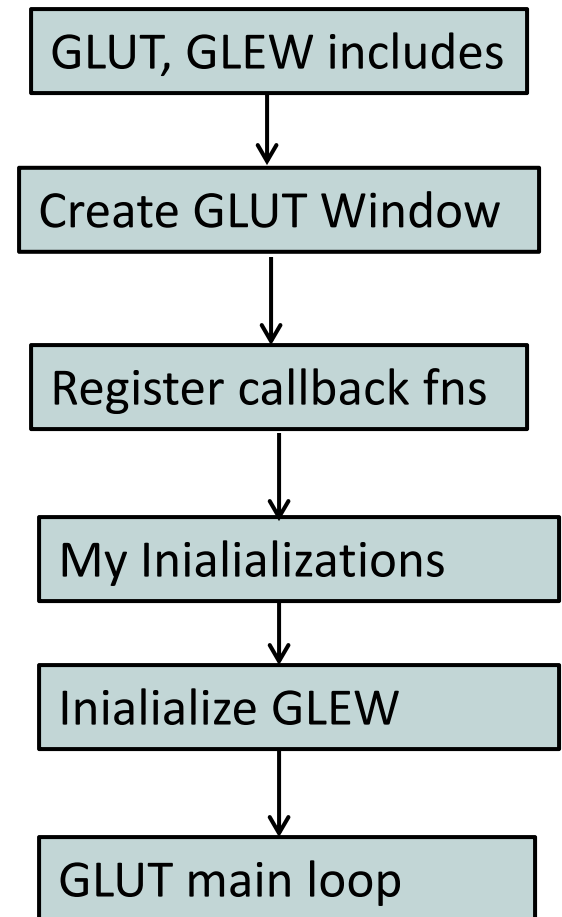 GLUT, GLEW includes
Create GLUT Window
Register callback fns
My Inialializations
Inialialize GLEW
GLUT main loop